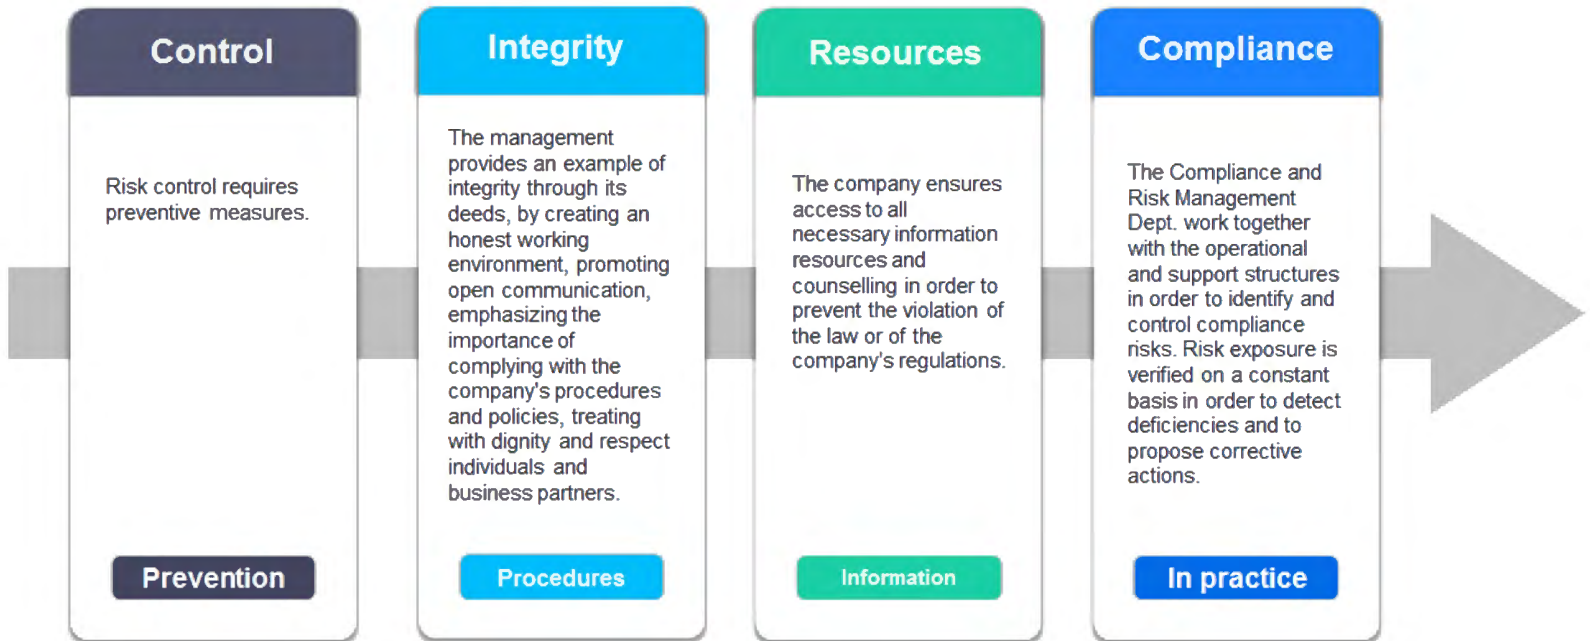 Control
Risk control requires
preventive measures.
Prevention
Integrity
The management
provides an example of
integrity through its
deeds, by creating an
honest working
environment, promoting
open communication,
emphasizing the
importance of
complying with the
company's procedures
and policies, treating
with dignity and respect
individuals and
business partners.
Procedures
Resources
The company ensures
access to all
necessary information
resources and
counselling in order to
prevent the violation of
the law or of the
company's regulations.
Information
Compliance
The Compliance and
Risk Management
Dept. work together
with the operational
and support structures
in order to identify and
control compliance
risks. Risk exposure is
verified on a constant
basis in order to detect
deficiencies and to
propose corrective
actions.
In practice